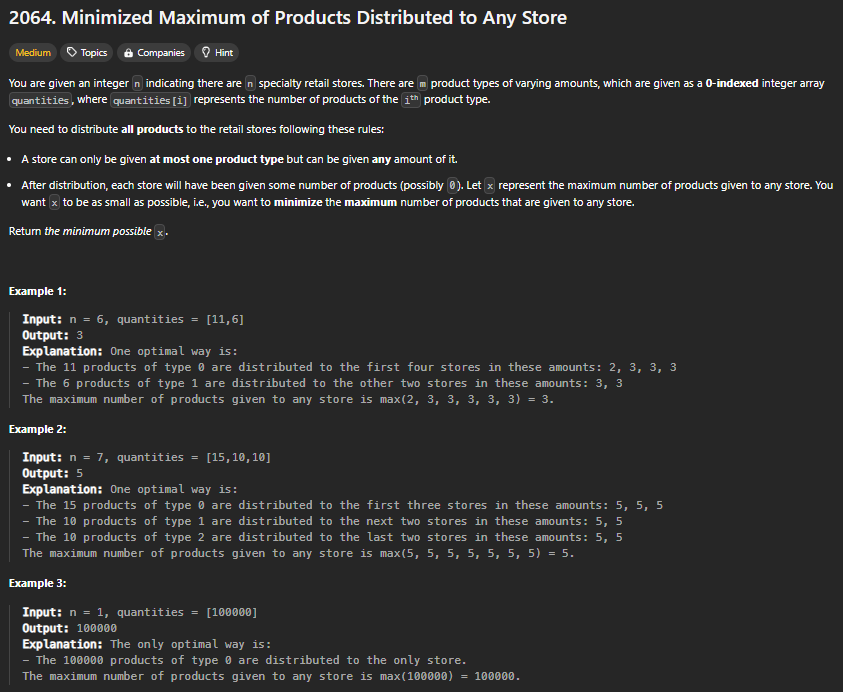 2064. Minimized Maximum of Products Distributed to Any Store
Medium Topics Companies Hint
You are given an integer n indicating there are n specialty retail stores. There are m product types of varying amounts, which are given as a 0-indexed integer array
quantities, where quantities[i] represents the number of products of the ith product type.
You need to distribute all products to the retail stores following these rules:
• A store can only be given at most one product type but can be given any amount of it.
• After distribution, each store will have been given some number of products (possibly 0). Let x represent the maximum number of products given to any store. You
want x to be as small as possible, i.e., you want to minimize the maximum number of products that are given to any store.
Return the minimum possible x.
Example 1:
Input: n = 6, quantities = [11,6]
Output: 3
Explanation: One optimal way is:
- The 11 products of type 0 are distributed to the first four stores in these amounts: 2, 3, 3, 3
- The 6 products of type 1 are distributed to the other two stores in these amounts: 3, 3
The maximum number of products given to any store is max(2, 3, 3, 3, 3, 3) = 3.
Example 2:
Input: n = 7, quantities = [15,10,10]
Output: 5
Explanation: One optimal way is:
- The 15 products of type 0 are distributed to the first three stores in these amounts: 5, 5, 5
- The 10 products of type 1 are distributed to the next two stores in these amounts: 5, 5
- The 10 products of type 2 are distributed to the last two stores in these amounts: 5, 5
The maximum number of products given to any store is max(5, 5, 5, 5, 5, 5, 5) = 5.
Example 3:
Input: n = 1, quantities = [100000]
Output: 100000
Explanation: The only optimal way is:
- The 100000 products of type 0 are distributed to the only store.
The maximum number of products given to any store is max(100000) = 100000.